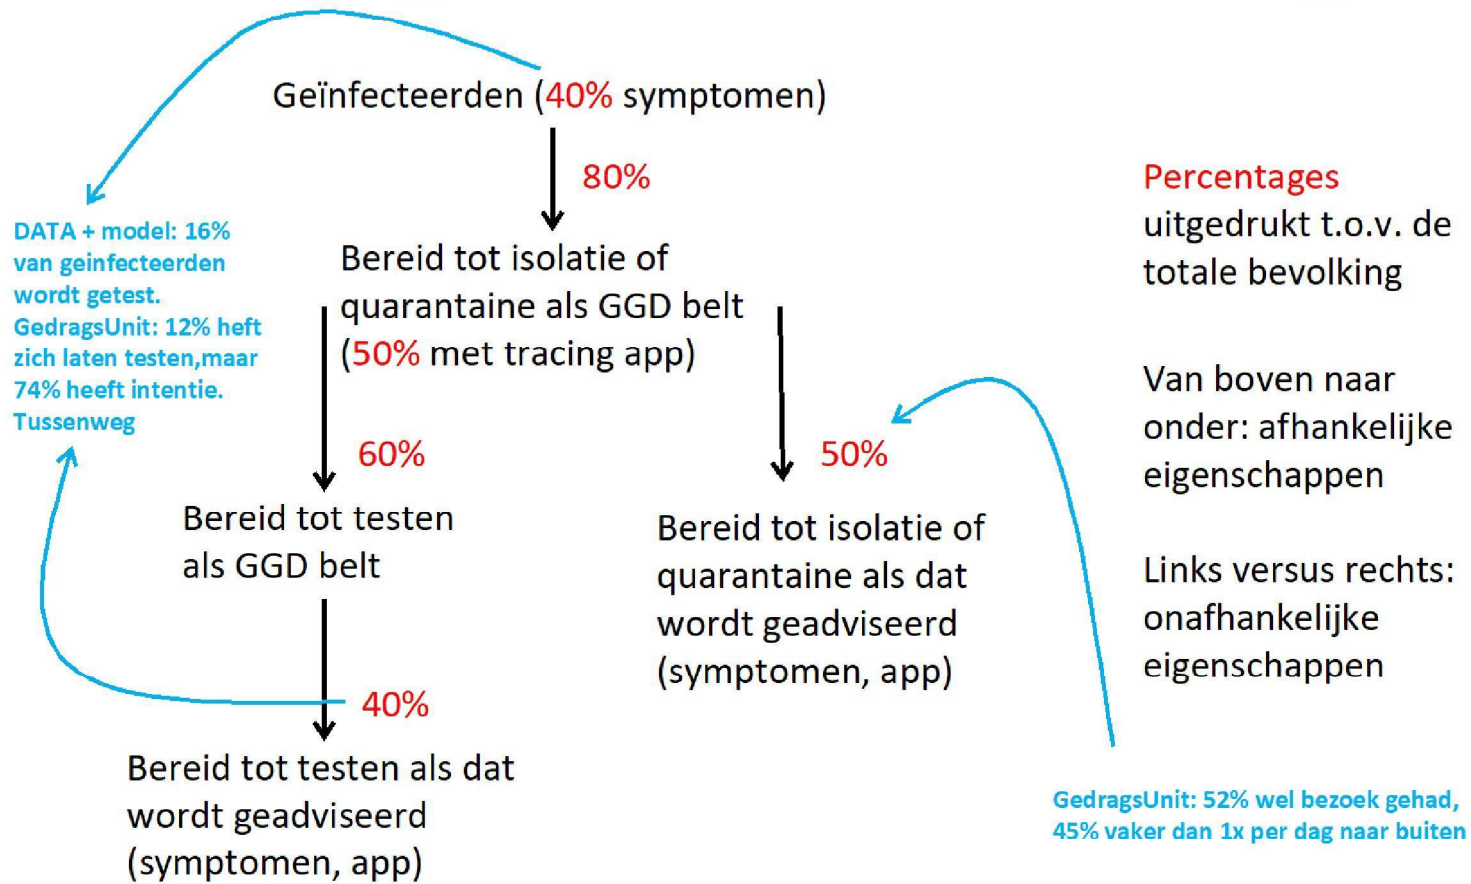 Geïnfecteerden (40% symptomen)
80%
Bereid tot isolatie of
quarantaine als GGD belt
(50% met tracing app)
DATA + model: 16%
van geinfecteerden
wordt getest.
GedragsUnit: 12% heft
zich laten testen,maar
74% heeft intentie.
Tussenweg
60%
Bereid tot testen
als GGD belt
40%
Bereid tot testen als dat
wordt geadviseerd
(symptomen, app)
50%
Bereid tot isolatie of
quarantaine als dat
wordt geadviseerd
(symptomen, app)
Percentages
uitgedrukt t.o.v. de
totale bevolking
Van boven naar
onder: afhankelijke
eigenschappen
Links versus rechts:
onafhankelijke
eigenschappen
GedragsUnit: 52% wel bezoek gehad,
45% vaker dan 1x per dag naar buiten